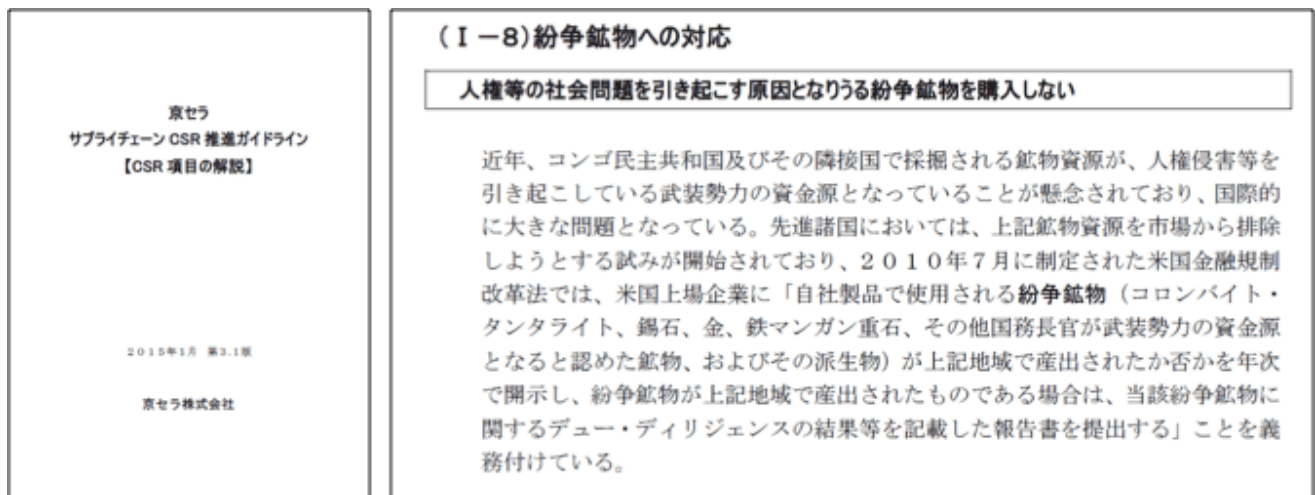 京セラ
サプライチェーン CSR 推進ガイドライン
【CSR 項目の解説】
2015年1月 第3.1版
京セラ株式会社
(Ⅰ-8)紛争鉱物への対応
人権等の社会問題を引き起こす原因となりうる紛争鉱物を購入しない
近年、コンゴ民主共和国及びその隣接国で採掘される鉱物資源が、人権侵害等を
引き起こしている武装勢力の資金源となっていることが懸念されており、国際的
に大きな問題となっている。先進諸国においては、上記鉱物資源を市場から排除
しようとする試みが開始されており、2010年7月に制定された米国金融規制
改革法では、米国上場企業に「自社製品で使用される紛争鉱物(コロンバイト・
タンタライト、錫石、金、鉄マンガン重石、その他国務長官が武装勢力の資金源
となると認めた鉱物、およびその派生物)が上記地域で産出されたか否かを年次
で開示し、紛争鉱物が上記地域で産出されたものである場合は、当該紛争鉱物に
関するデュー・ディリジェンスの結果等を記載した報告書を提出する」ことを義
務付けている。